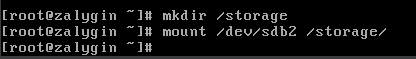 [root@zalygin ~]# mkdir /storage
[root@zalygin ~]# mount /dev/sdb2 /storage/
[root@zalygin ~]#